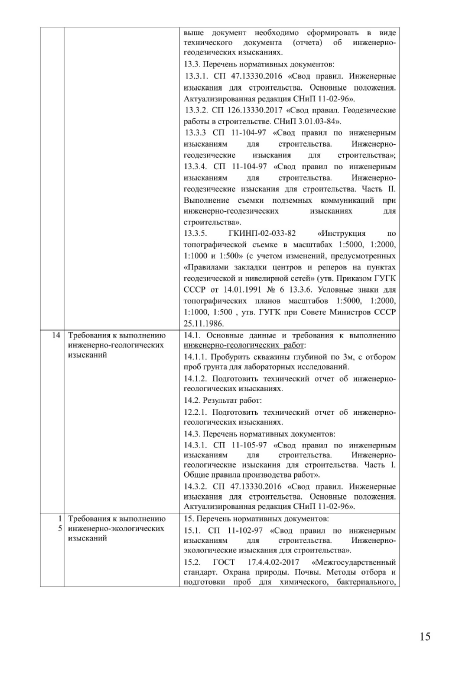 выше документ необходимо сформировать в виде
технического документа (отчета) об инженерно-
геодезических изысканиях.
13.3. Перечень нормативных документов:
13.3.1. СП 47.13330.2016 «Свод правил. Инженерные
изыскания для строительства. Основные положения.
Актуализированная редакция СНиП 11-02-96».
13.3.2. СП 126.13330.2017 «Свод правил. Геодезические
работы в строительстве. СНиП 3.01.03-84».
13.3.3 СП 11-104-97 «Свод правил по инженерным
изысканиям для строительства. Инженерно-
геодезические изыскания для строительства»;
13.3.4. СП 11-104-97 «Свод правил по инженерным
изысканиям для строительства. Инженерно-
геодезические изыскания для строительства. Часть II.
Выполнение съемки подземных коммуникаций при
инженерно-геодезических изысканиях для
строительства».
13.3.5. ГКИНП-02-033-82 «Инструкция по
топографической съемке в масштабах 1:5000, 1:2000,
1:1000 и 1:500» (с учетом изменений, предусмотренных
«Правилами закладки центров и реперов на пунктах
геодезической и нивелирной сетей» (утв. Приказом ГУГК
СССР от 14.01.1991 № 6 13.3.6. Условные знаки для
топографических планов масштабов 1:5000, 1:2000,
1:1000, 1:500 , утв. ГУГК при Совете Министров СССР
25.11.1986.
14 Требования к выполнению
инженерно-геологических
изысканий
14.1. Основные данные и требования к выполнению
инженерно-геологических работ:
14.1.1. Пробурить скважины глубиной по 3м, с отбором
проб грунта для лабораторных исследований.
14.1.2. Подготовить технический отчет об инженерно-
геологических изысканиях.
14.2. Результат работ:
12.2.1. Подготовить технический отчет об инженерно-
геологических изысканиях.
14.3. Перечень нормативных документов:
14.3.1. СП 11-105-97 «Свод правил по инженерным
изысканиям для строительства. Инженерно-
геологические изыскания для строительства. Часть I.
Общие правила производства работ».
14.3.2. СП 47.13330.2016 «Свод правил. Инженерные
изыскания для строительства. Основные положения.
Актуализированная редакция СНиП 11-02-96».
1 Требования к выполнению
5 инженерно-экологических
изысканий
15. Перечень нормативных документов:
15.1. СП 11-102-97 «Свод правил по инженерным
изысканиям для строительства. Инженерно-
экологические изыскания для строительства».
15.2. ГОСТ 17.4.4.02-2017 «Межгосударственный
стандарт. Охрана природы. Почвы. Методы отбора и
подготовки проб для химического, бактериального,
15